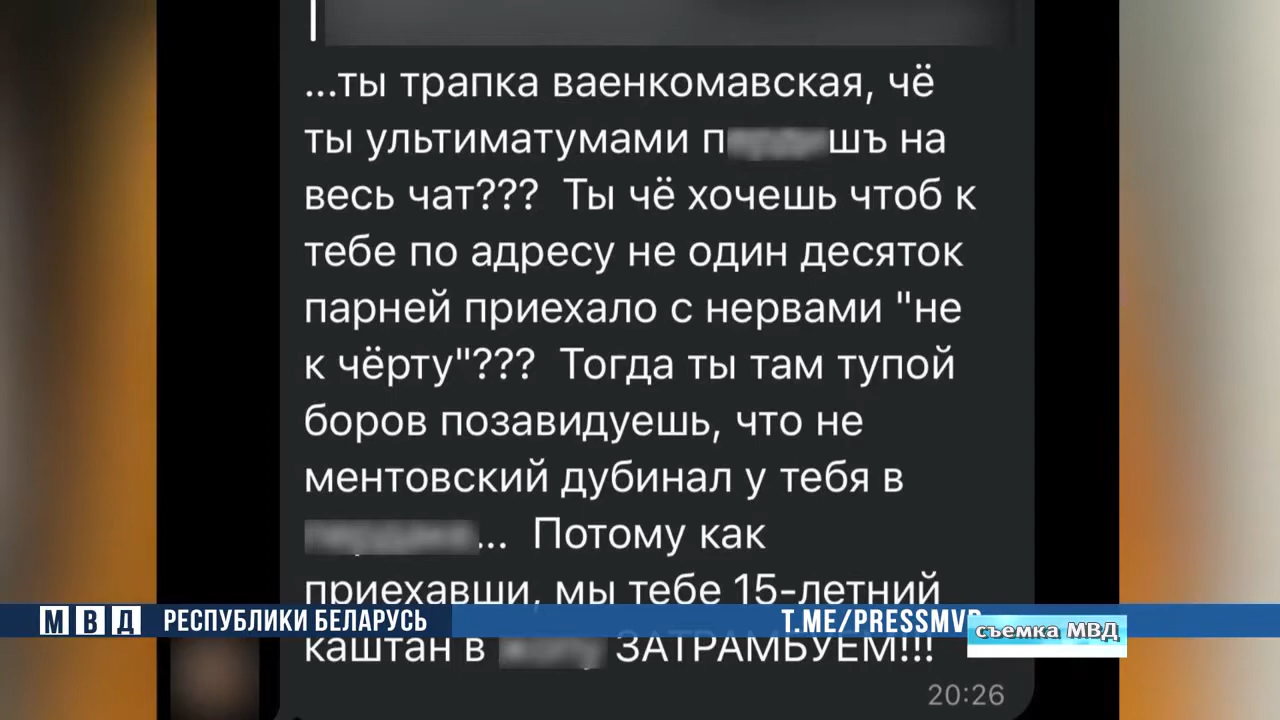 ...ты трапка ваенкомавская, чё
ты ультиматумами на
весь чат??? Ты чё хочешь чтоб к
тебе по адресу не один десяток
парней приехало с нервами "не
к чёрту"??? Тогда ты там тупой
боров позавидуешь, что не
ментовский дубинал у тебя в
... Потому как
приехавши, мы тебе 15-летний
МВД РЕСПУБЛИКИ БЕЛАРУСЬ T.ME/PRESSMVD
съемка МВД
каштан в ЗАТРАМБУЕМ!!!
20:26